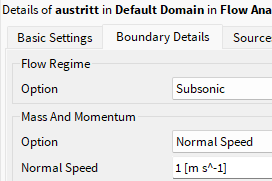 Details of austritt in Default Domain in Flow Ana
Basic Settings Boundary Details Sources
Flow Regime
Option Subsonic
Mass And Momentum
Option Normal Speed
Normal Speed 1 [m s^-1]